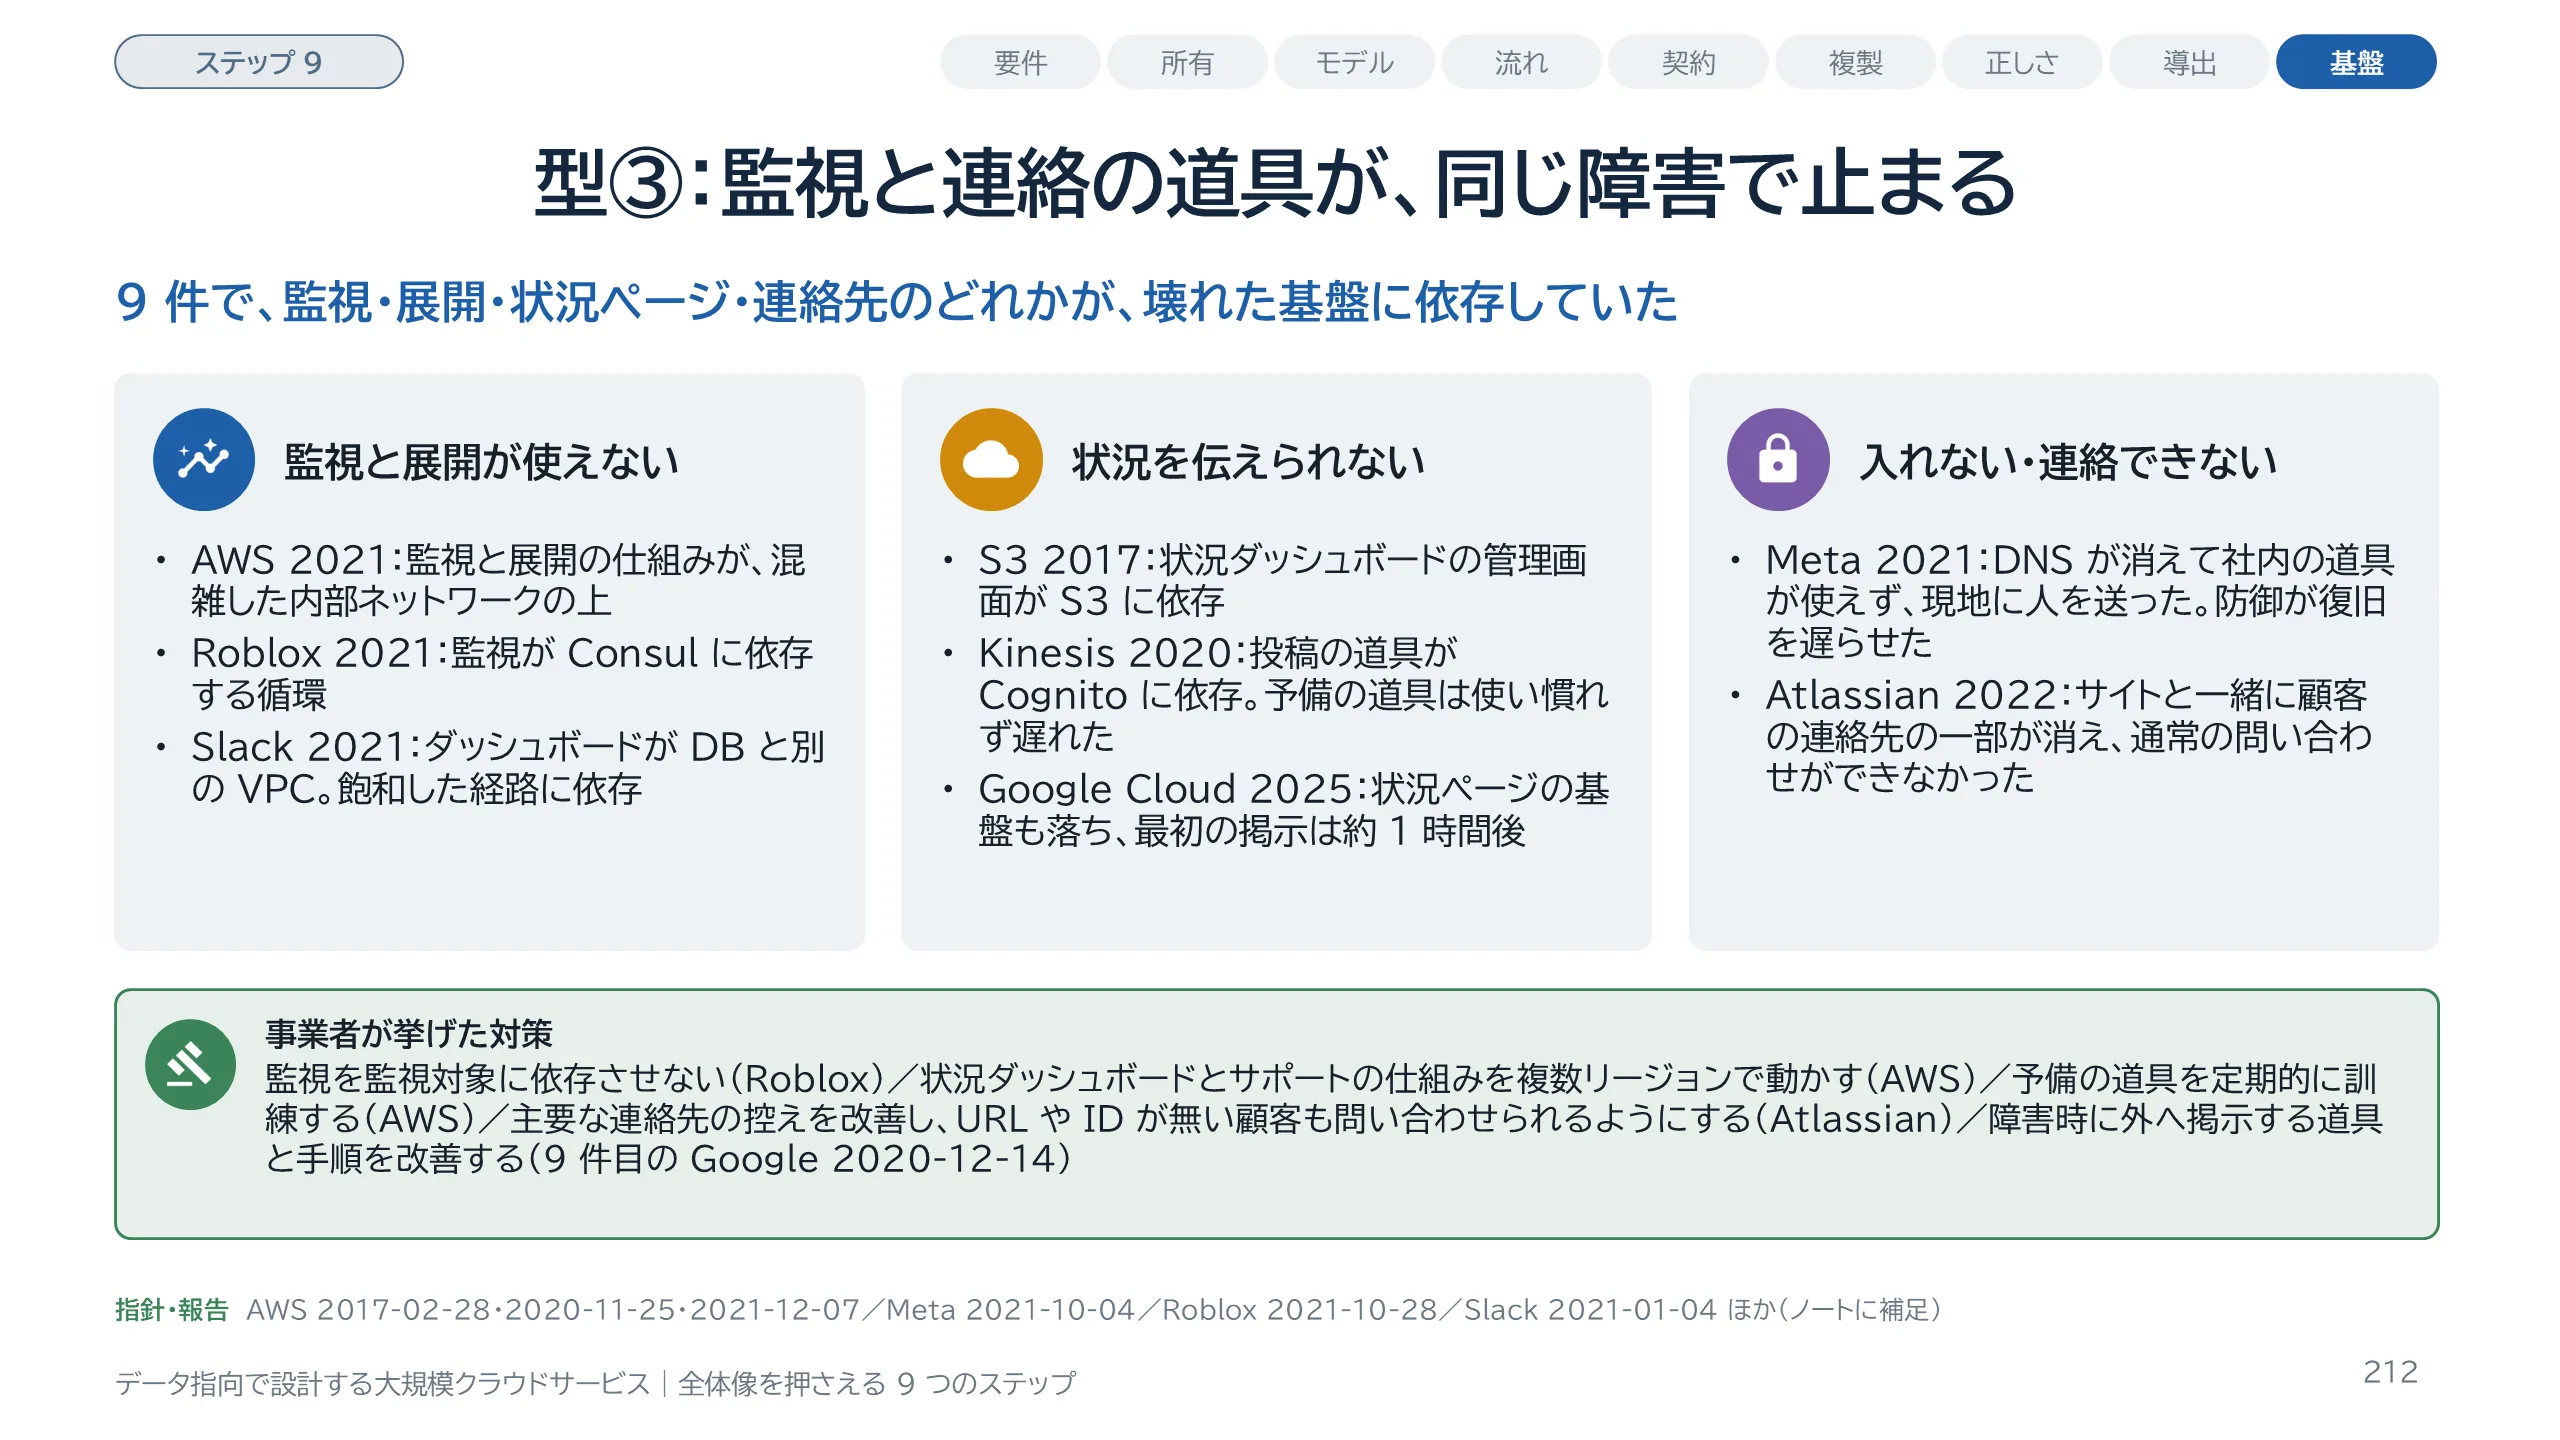 ステップ 9
要件
所有
モデル
流れ
契約
複製
正しさ
導出
基盤
型③：監視と連絡の道具が、同じ障害で止まる
9 件で、監視・展開・状況ページ・連絡先のどれかが、壊れた基盤に依存していた
監視と展開が使えない
・ AWS 2021：監視と展開の仕組みが、混
雑した内部ネットワークの上
・ Roblox 2021：監視が Consul に依存
する循環
・ Slack 2021：ダッシュボードが DB と別
の VPC。飽和した経路に依存
状況を伝えられない
・ S3 2017：状況ダッシュボードの管理画
面が S3 に依存
・ Kinesis 2020：投稿の道具が
Cognito に依存。予備の道具は使い慣れ
ず遅れた
・ Google Cloud 2025：状況ページの基
盤も落ち、最初の掲示は約 1 時間後
入れない・連絡できない
・ Meta 2021：DNS が消えて社内の道具
が使えず、現地に人を送った。防御が復旧
を遅らせた
・ Atlassian 2022：サイトと一緒に顧客
の連絡先の一部が消え、通常の問い合わ
せができなかった
事業者が挙げた対策
監視を監視対象に依存させない（Roblox）／状況ダッシュボードとサポートの仕組みを複数リージョンで動かす（AWS）／予備の道具を定期的に訓
練する（AWS）／主要な連絡先の控えを改善し、URL や ID が無い顧客も問い合わせられるようにする（Atlassian）／障害時に外へ掲示する道具
と手順を改善する（9 件目の Google 2020-12-14）
指針・報告 AWS 2017-02-28・2020-11-25・2021-12-07／Meta 2021-10-04／Roblox 2021-10-28／Slack 2021-01-04 ほか（ノートに補足）
データ指向で設計する大規模クラウドサービス｜全体像を押さえる 9 つのステップ
212